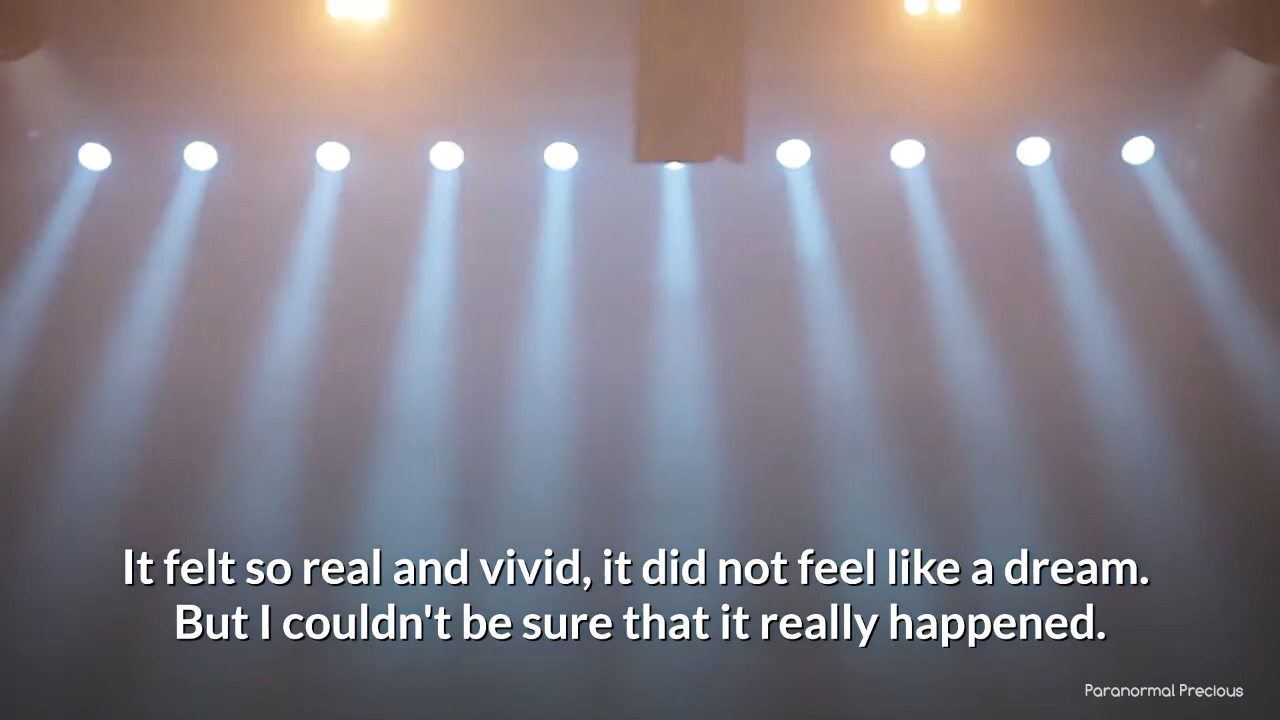 It felt so real and vivid, it did not feel like a dream.
But I couldn't be sure that it really happened.
Paranormal Precious